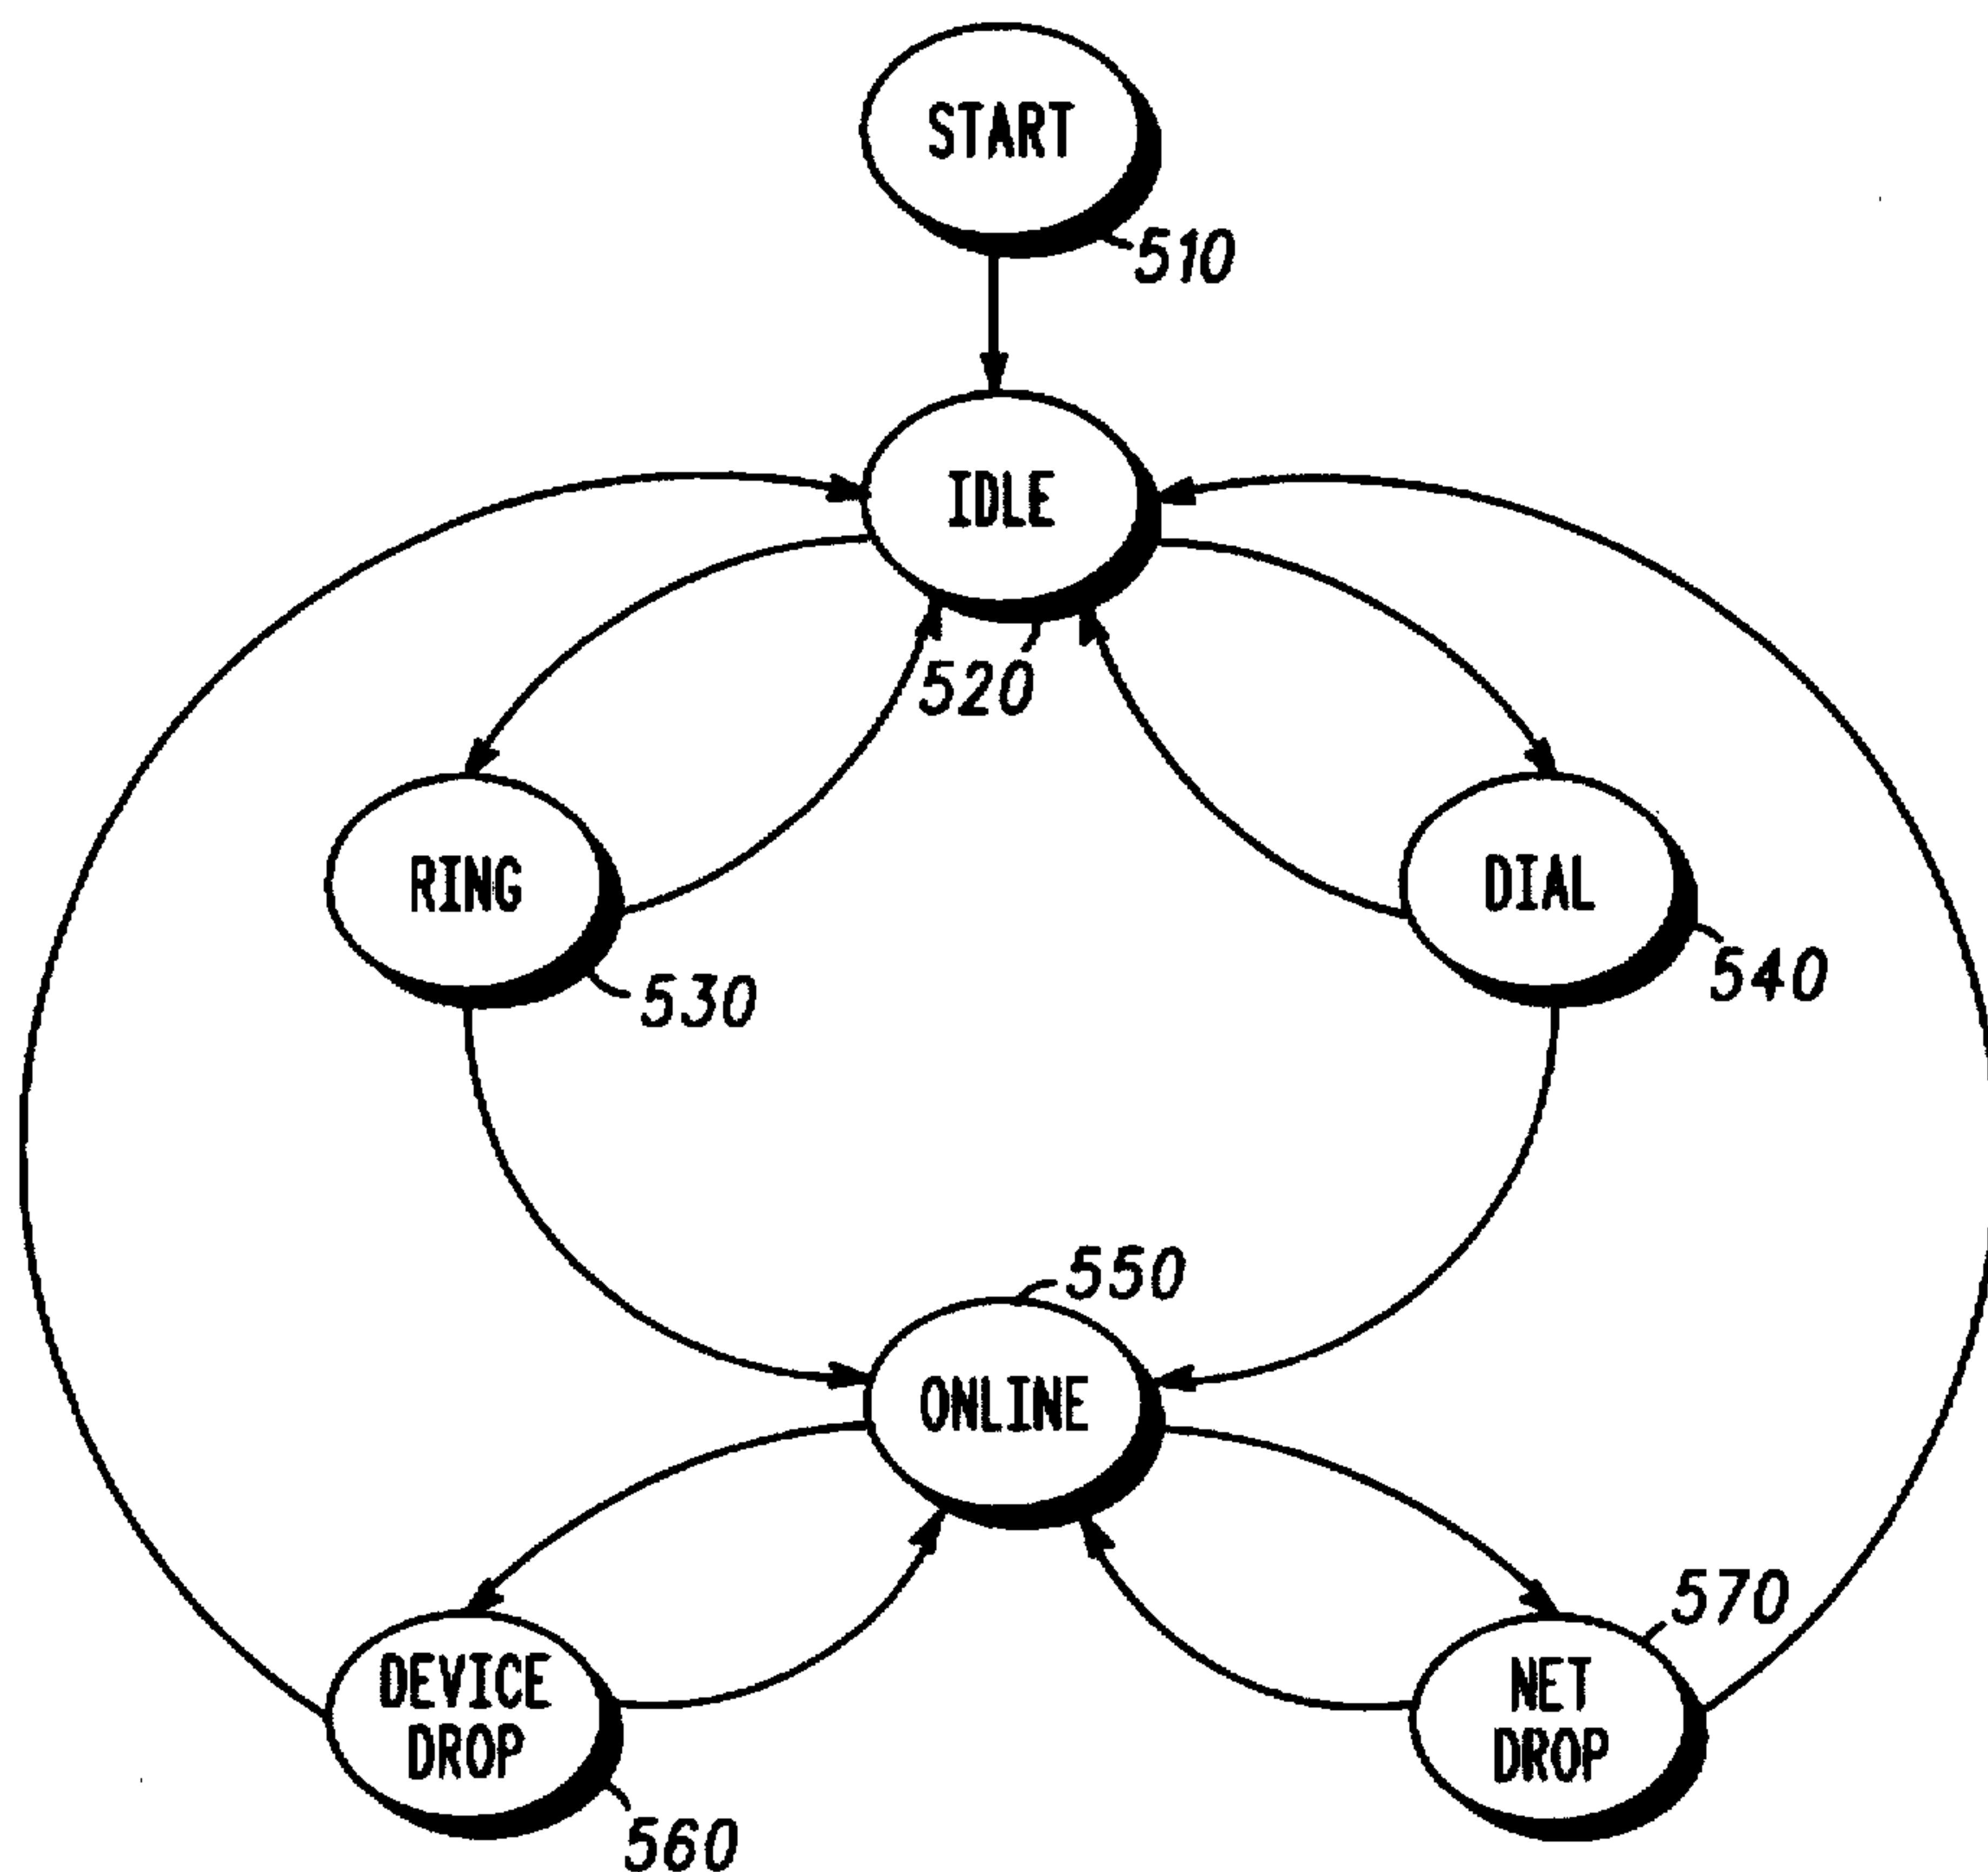 START
510
IDLE
520
RING
530
DIAL
540
550
ONLINE
DEVICE
DROP
560
570
NET
DROP